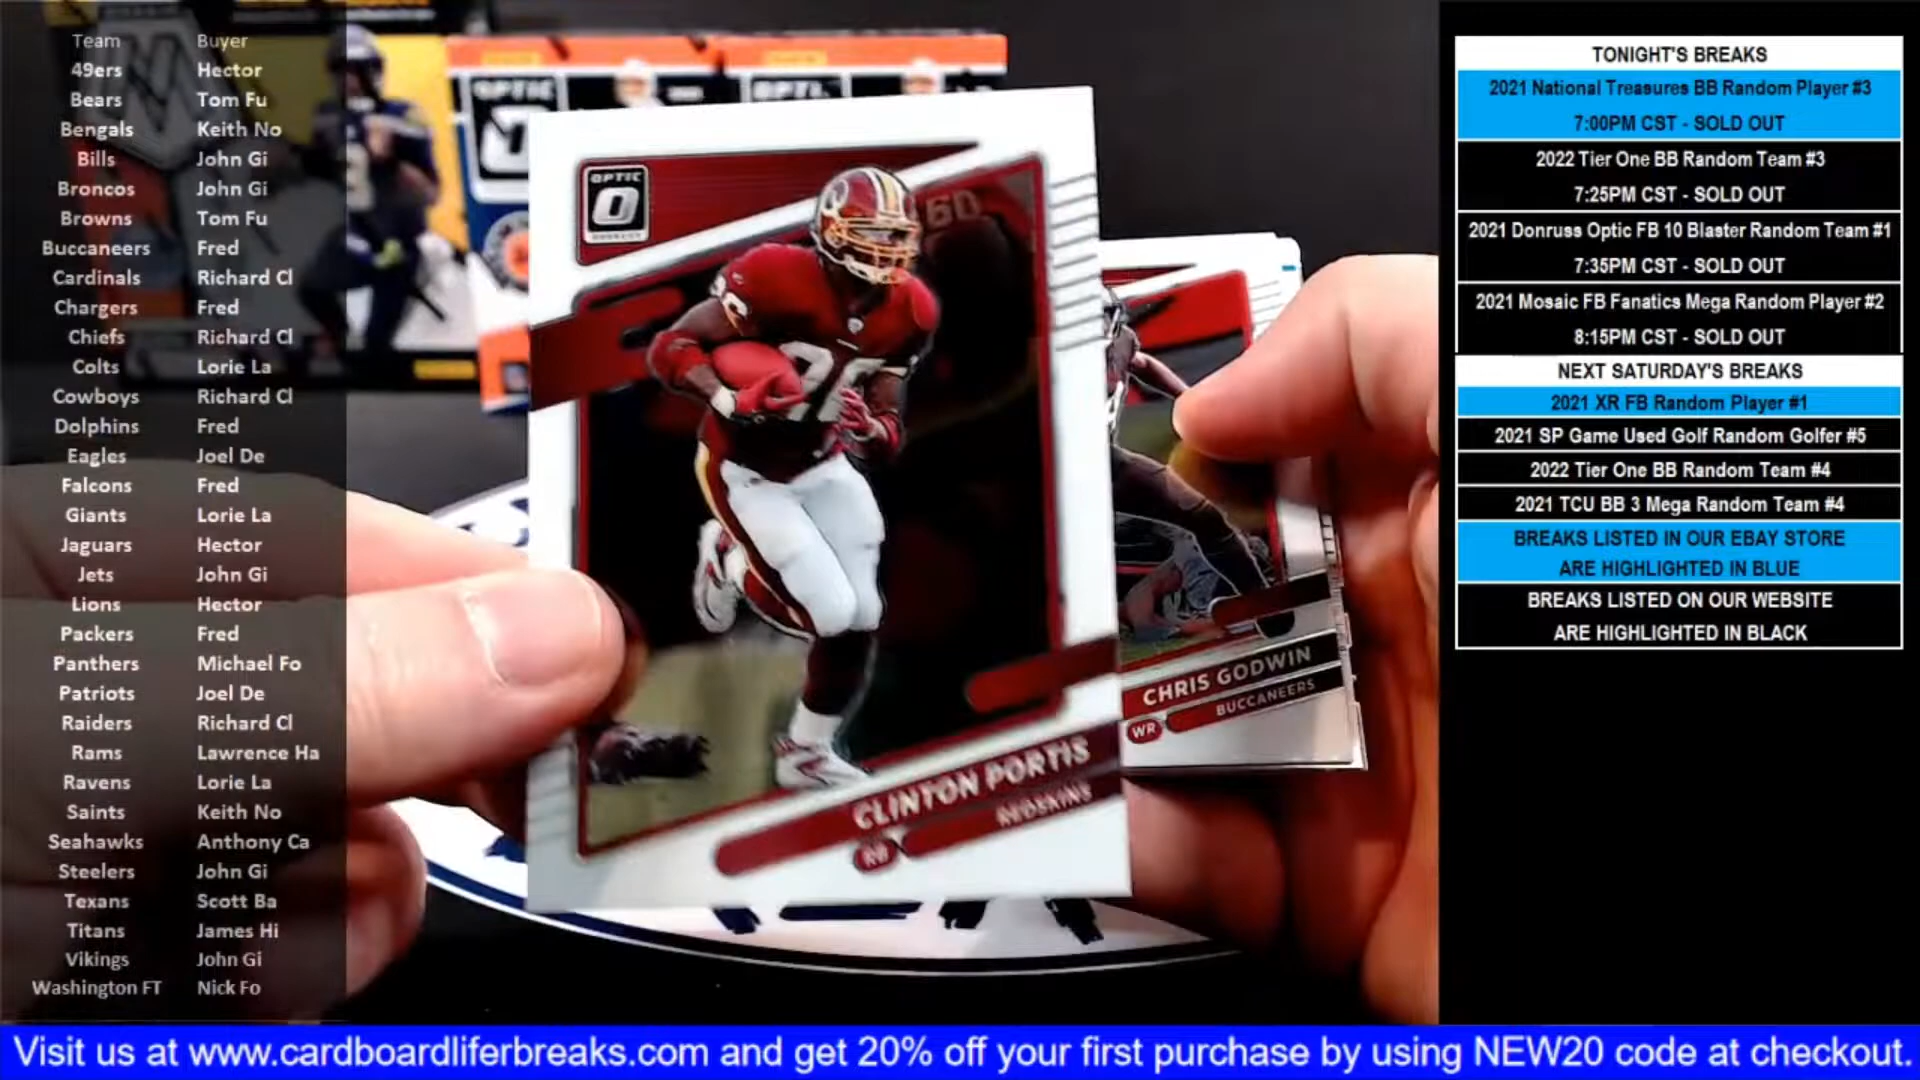 Team Buyer
49ers Hector
Bears Tom Fu
Bengals Keith No
Bills John Gi
Broncos John Gi
Browns Tom Fu
Buccaneers Fred
Cardinals Richard Cl
Chargers Fred
Chiefs Richard Cl
Colts Lorie La
Cowboys Richard Cl
Dolphins Fred
Eagles Joel De
Falcons Fred
Giants Lorie La
Jaguars Hector
Jets John Gi
Lions Hector
Packers Fred
Panthers Michael Fo
Patriots Joel De
Raiders Richard Cl
Rams Lawrence Ha
Ravens Lorie La
Saints Keith No
Seahawks Anthony Ca
Steelers John Gi
Texans Scott Ba
Titans James Hi
Vikings John Gi
Washington FT Nick Fo
OPTIC
OPTIC
O
CLINTON PORTIS
REDSKINS
RB
CHRIS GODWIN
BUCCANEERS
WR
TONIGHT'S BREAKS
2021 National Treasures BB Random Player #3
7:00PM CST - SOLD OUT
2022 Tier One BB Random Team #3
7:25PM CST - SOLD OUT
2021 Donruss Optic FB 10 Blaster Random Team #1
7:35PM CST - SOLD OUT
2021 Mosaic FB Fanatics Mega Random Player #2
8:15PM CST - SOLD OUT
NEXT SATURDAY'S BREAKS
2021 XR FB Random Player #1
2021 SP Game Used Golf Random Golfer #5
2022 Tier One BB Random Team #4
2021 TCU BB 3 Mega Random Team #4
BREAKS LISTED IN OUR EBAY STORE
ARE HIGHLIGHTED IN BLUE
BREAKS LISTED ON OUR WEBSITE
ARE HIGHLIGHTED IN BLACK
Visit us at www.cardboardliferbreaks.com and get 20% off your first purchase by using NEW20 code at checkout.